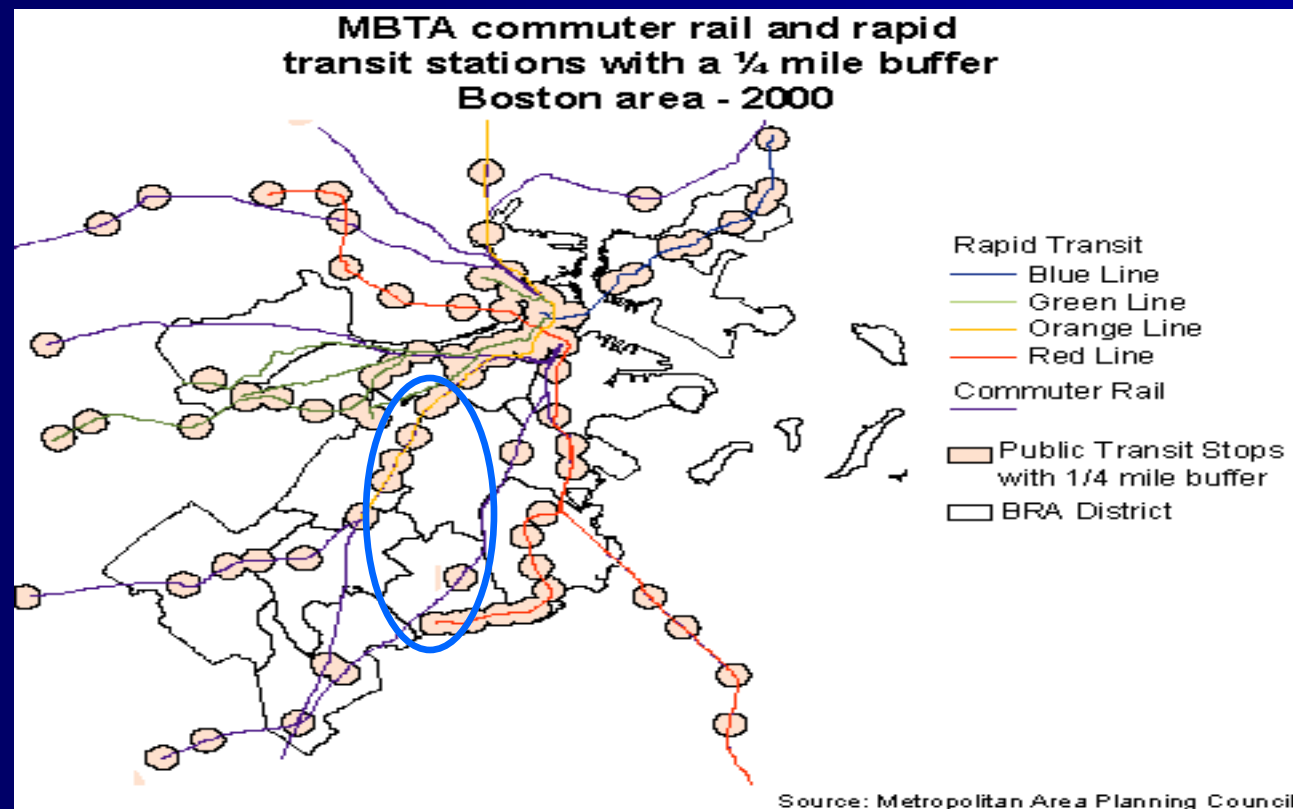 MBTA commuter rail and rapid
transit stations with a ¼ mile buffer
Boston area - 2000
Rapid Transit
Blue Line
Green Line
Orange Line
Red Line
Commuter Rail
Public Transit Stops
with 1/4 mile buffer
BRA District
Source: Metropolitan Area Planning Council